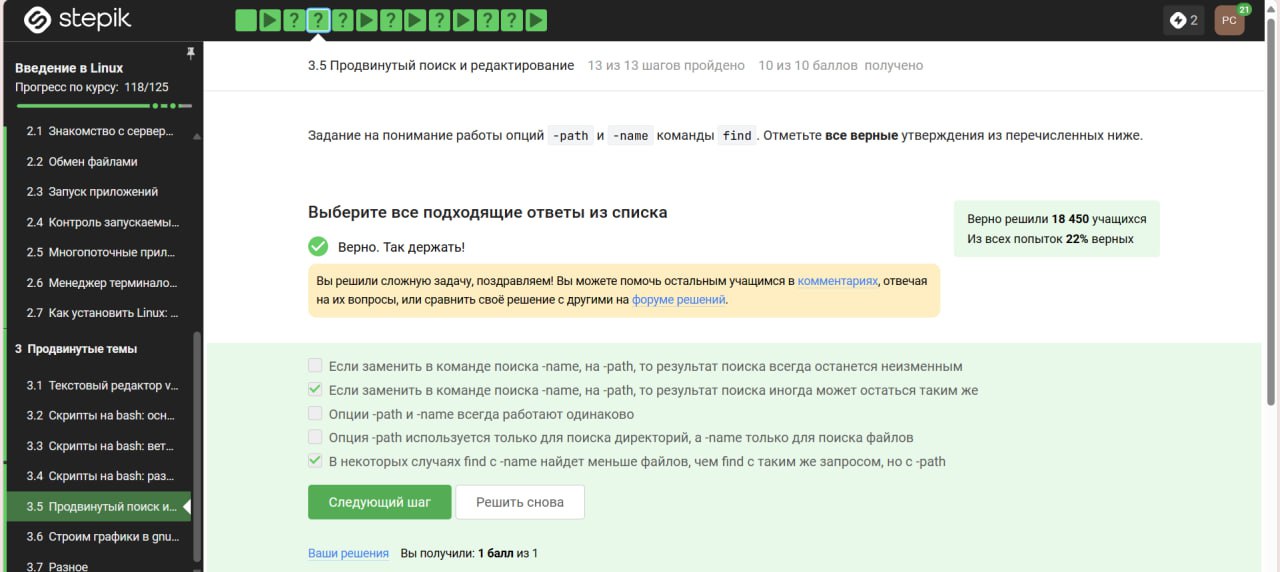 stepik
? ? ? ? ? ? ?
2
PC
21
Введение в Linux
Прогресс по курсу: 118/125
2.1 Знакомство с сервер...
2.2 Обмен файлами
2.3 Запуск приложений
2.4 Контроль запускаемы...
2.5 Многопоточные прил...
2.6 Менеджер терминало...
2.7 Как установить Linux: ...
3 Продвинутые темы
3.1 Текстовый редактор v...
3.2 Скрипты на bash: осн...
3.3 Скрипты на bash: вет...
3.4 Скрипты на bash: раз...
3.5 Продвинутый поиск и...
3.6 Строим графики в gnu...
3.7 Разное
3.5 Продвинутый поиск и редактирование 13 из 13 шагов пройдено 10 из 10 баллов получено
Задание на понимание работы опций -path и -name команды find. Отметьте все верные утверждения из перечисленных ниже.
Выберите все подходящие ответы из списка
Верно. Так держать!
Верно решили 18 450 учащихся
Из всех попыток 22% верных
Вы решили сложную задачу, поздравляем! Вы можете помочь остальным учащимся в комментариях, отвечая
на их вопросы, или сравнить своё решение с другими на форуме решений.
Если заменить в команде поиска -name, на -path, то результат поиска всегда останется неизменным
Если заменить в команде поиска -name, на -path, то результат поиска иногда может остаться таким же
Опции -path и -name всегда работают одинаково
Опция -path используется только для поиска директорий, а -name только для поиска файлов
В некоторых случаях find с -name найдет меньше файлов, чем find с таким же запросом, но с -path
Следующий шаг
Решить снова
Ваши решения Вы получили: 1 балл из 1